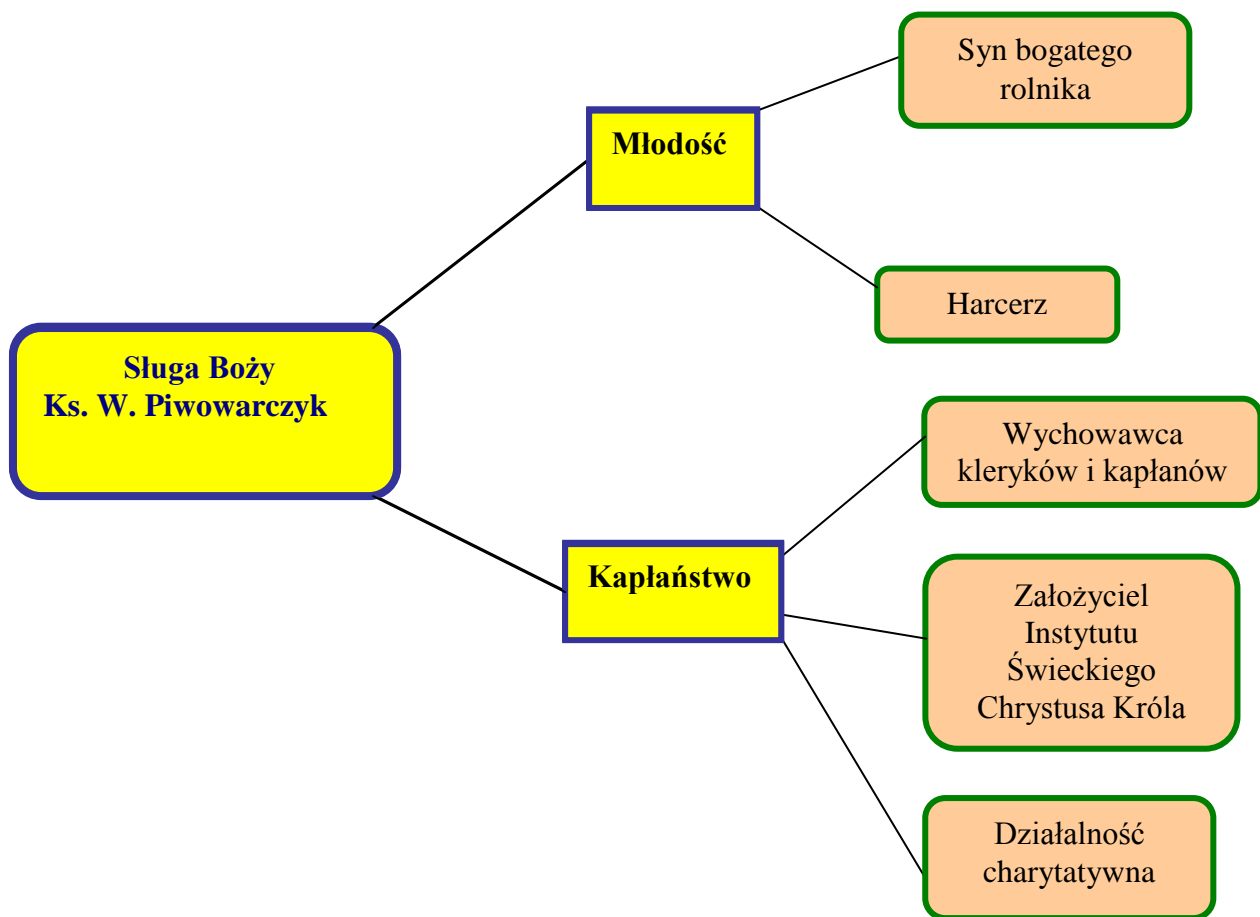 Syn bogatego
rolnika
Młodość
Harcerz
Sługa Boży
Ks. W. Piwowarczyk
Wychowawca
kleryków i kapłanów
Kapłaństwo
Założyciel
Instytutu
Świeckiego
Chrystusa Króla
Działalność
charytatywna